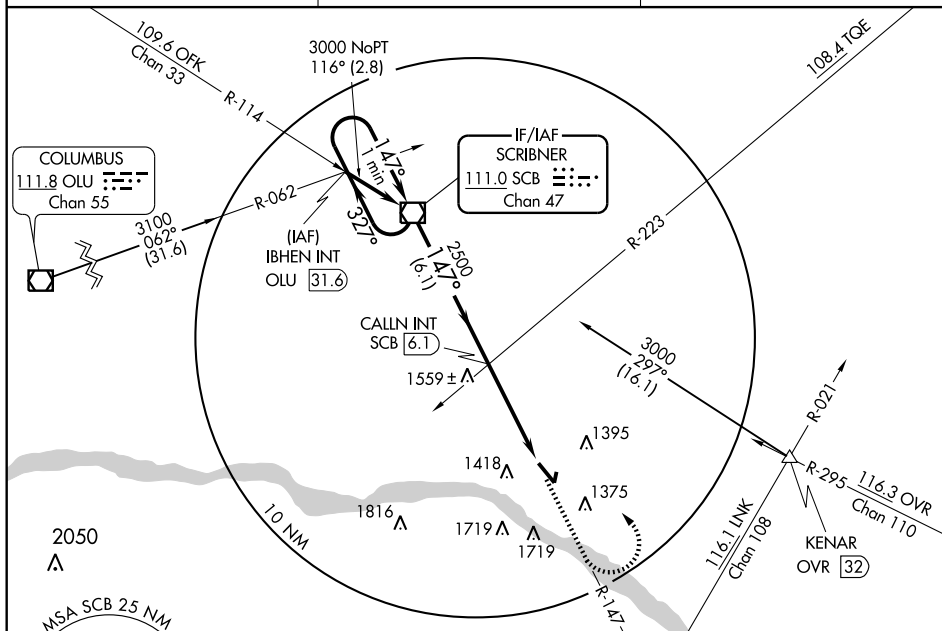 109.6 OFK
Chan 33
R-114
3000 NoPT
116° (2.8)
108.4 TQE
147°
1 min
327°
IF/IAF
SCRIBNER
111.0 SCB
Chan 47
COLUMBUS
111.8 OLU
Chan 55
R-062
3100
062°
(31.6)
(IAF)
IBHEN INT
OLU 31.6
R-223
2500
147°
(6.1)
CALLN INT
SCB 6.1
1559 ±
3000
297°
(16.1)
R-021
1395
1418
R-295
116.3 OVR
Chan 110
1375
1816
1719
1719
10 NM
116.1 LNK
Chan 108
KENAR
OVR 32
2050
R-147
MSA SCB 25 NM